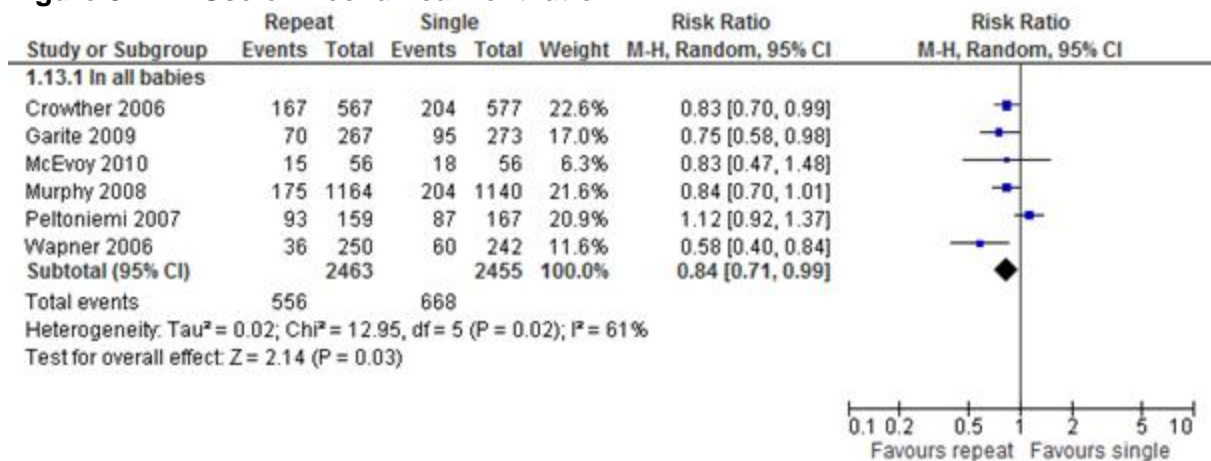 Repeat Single Risk Ratio Risk Ratio
Study or Subgroup Events Total Events Total Weight M-H, Random, 95% CI M-H, Random, 95% CI
1.13.1 In all babies
Crowther 2006 167 567 204 577 22.6% 0.83 [0.70, 0.99]
Garite 2009 70 267 95 273 17.0% 0.75 [0.58, 0.98]
McEvoy 2010 15 56 18 56 6.3% 0.83 [0.47, 1.48]
Murphy 2008 175 1164 204 1140 21.6% 0.84 [0.70, 1.01]
Peltoniemi 2007 93 159 87 167 20.9% 1.12 [0.92, 1.37]
Wapner 2006 36 250 60 242 11.6% 0.58 [0.40, 0.84]
Subtotal (95% CI) 2463 2455 100.0% 0.84 [0.71, 0.99]
Total events 556 668
Heterogeneity: Tau² = 0.02; Chi² = 12.95, df = 5 (P = 0.02); I² = 61%
Test for overall effect: Z = 2.14 (P = 0.03)
0.1 0.2 0.5 1 2 5 10
Favours repeat Favours single